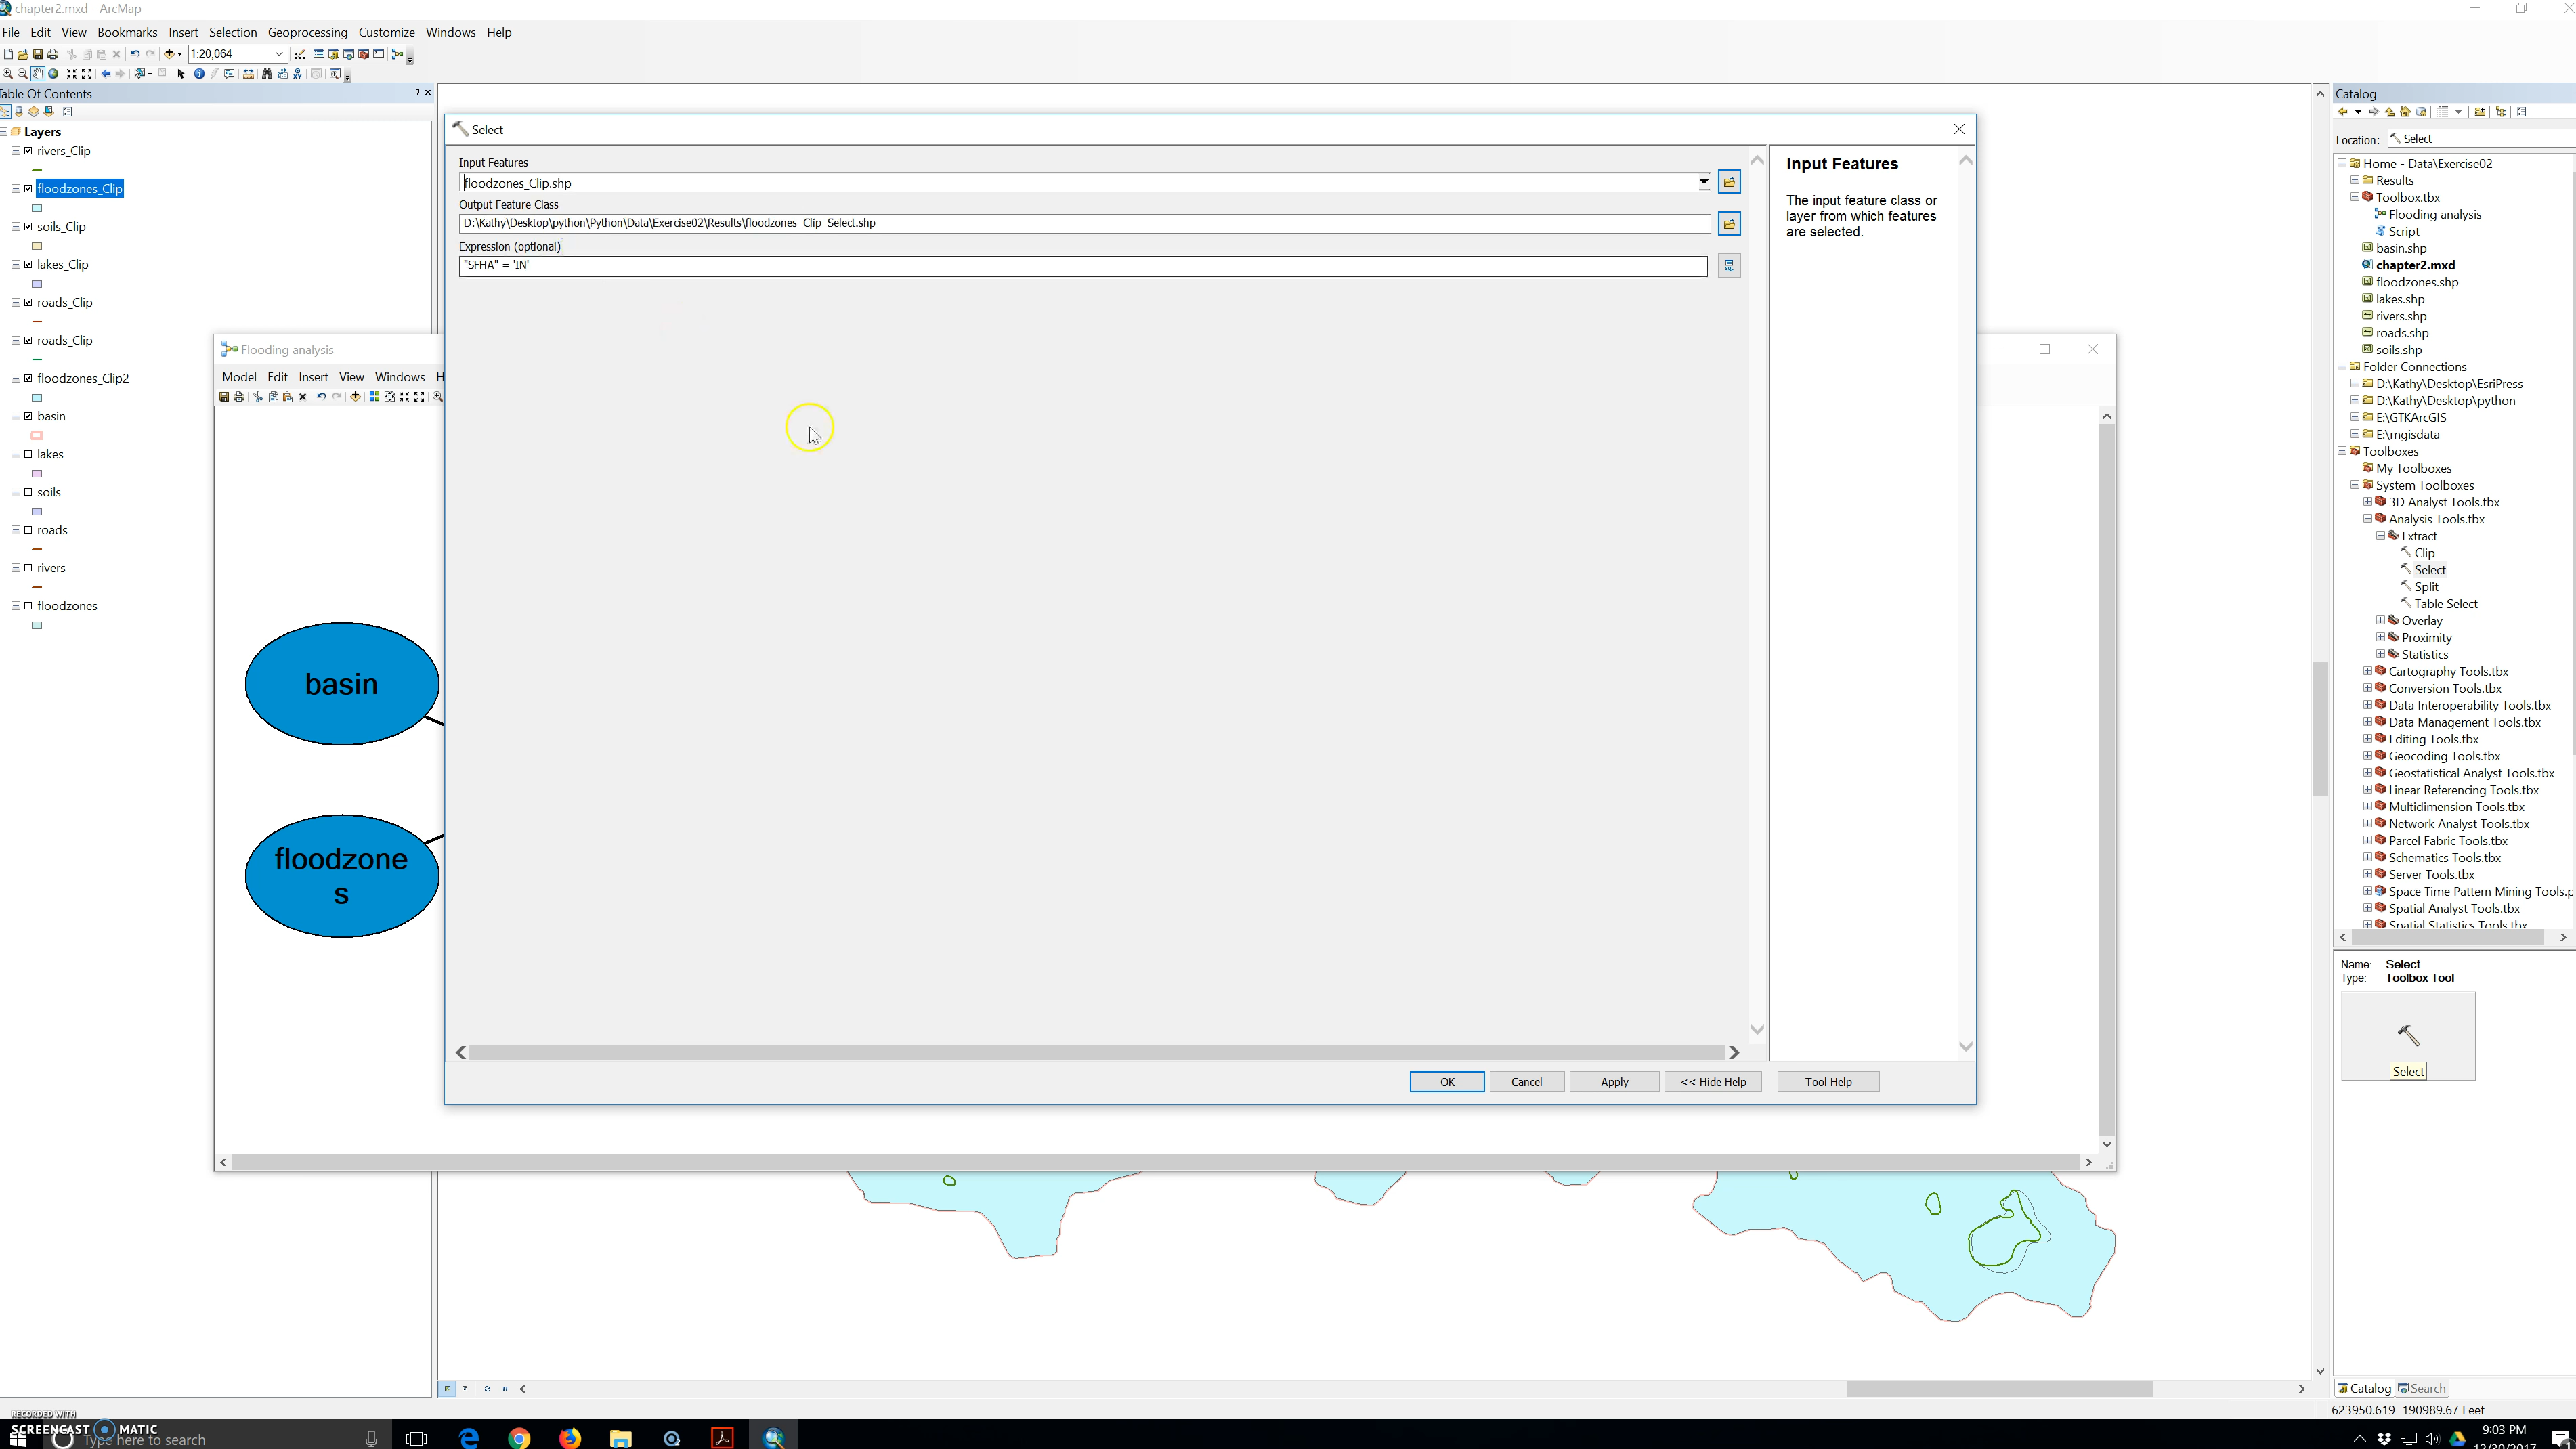 chapter2.mxd - ArcMap
File Edit View Bookmarks Insert Selection Geoprocessing Customize Windows Help
1:20,064
Table Of Contents
Layers
rivers_Clip
floodzones_Clip
soils_Clip
lakes_Clip
roads_Clip
roads_Clip
floodzones_Clip2
basin
lakes
soils
roads
rivers
floodzones
Flooding analysis
Model Edit Insert View Windows H
basin
floodzone
s
Select
Input Features
floodzones_Clip.shp
Output Feature Class
D:\Kathy\Desktop\python\Python\Data\Exercise02\Results\floodzones_Clip_Select.shp
Expression (optional)
"SFHA" = 'IN'
SQL
Input Features
The input feature class or
layer from which features
are selected.
OK Cancel Apply << Hide Help Tool Help
Catalog
Location: Select
Home - Data\Exercise02
Results
Toolbox.tbx
Flooding analysis
Script
basin.shp
chapter2.mxd
floodzones.shp
lakes.shp
rivers.shp
roads.shp
soils.shp
Folder Connections
D:\Kathy\Desktop\EsriPress
D:\Kathy\Desktop\python
E:\GTKArcGIS
E:\mgisdata
Toolboxes
My Toolboxes
System Toolboxes
3D Analyst Tools.tbx
Analysis Tools.tbx
Extract
Clip
Select
Split
Table Select
Overlay
Proximity
Statistics
Cartography Tools.tbx
Conversion Tools.tbx
Data Interoperability Tools.tbx
Data Management Tools.tbx
Editing Tools.tbx
Geocoding Tools.tbx
Geostatistical Analyst Tools.tbx
Linear Referencing Tools.tbx
Multidimension Tools.tbx
Network Analyst Tools.tbx
Parcel Fabric Tools.tbx
Schematics Tools.tbx
Server Tools.tbx
Space Time Pattern Mining Tools.p
Spatial Analyst Tools.tbx
Spatial Statistics Tools.tbx
Name: Select
Type: Toolbox Tool
Select
Catalog Search
623950.619 190989.67 Feet
RECORDED WITH
SCREENCAST MATIC
Type here to search
9:03 PM
12/30/2017